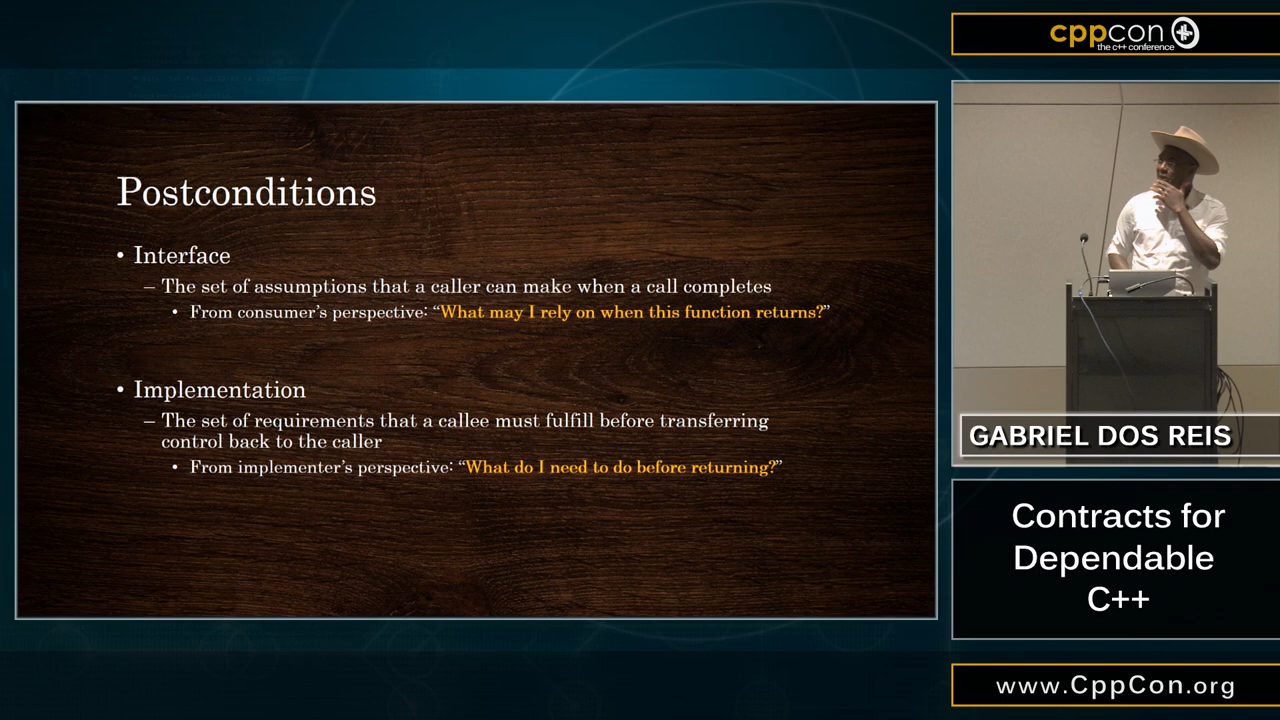 Postconditions
• Interface
– The set of assumptions that a caller can make when a call completes
• From consumer's perspective: “What may I rely on when this function returns?”
• Implementation
– The set of requirements that a callee must fulfill before transferring
control back to the caller
• From implementer's perspective: “What do I need to do before returning?”
cppcon
the c++ conference
GABRIEL DOS REIS
Contracts for
Dependable
C++
www.CppCon.org